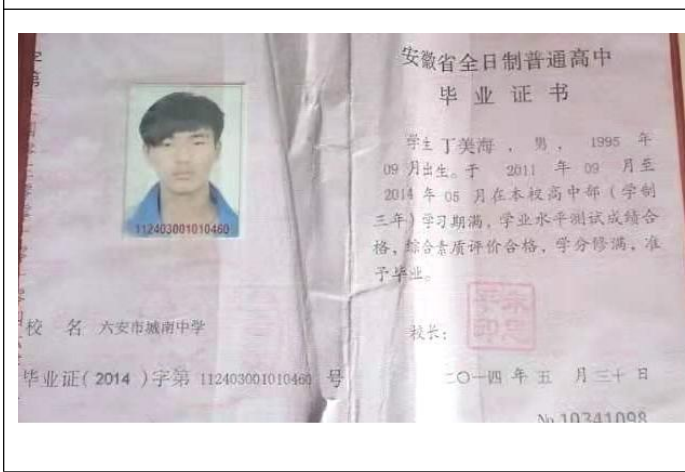 安徽省全日制普通高中
毕业证书
学生 丁美海 ，男， 1995 年
09 月出生。于 2011 年 09 月至
2014 年 05 月在本校高中部（学制
三年）学习期满，学业水平测试成绩合
格，综合素质评价合格，学分修满，准
予毕业。
112403001010460
校 名 六安市城南中学
校长：
毕业证( 2014 )字第 112403001010460 号
二〇一四 年 五 月 三十 日
No 10341098